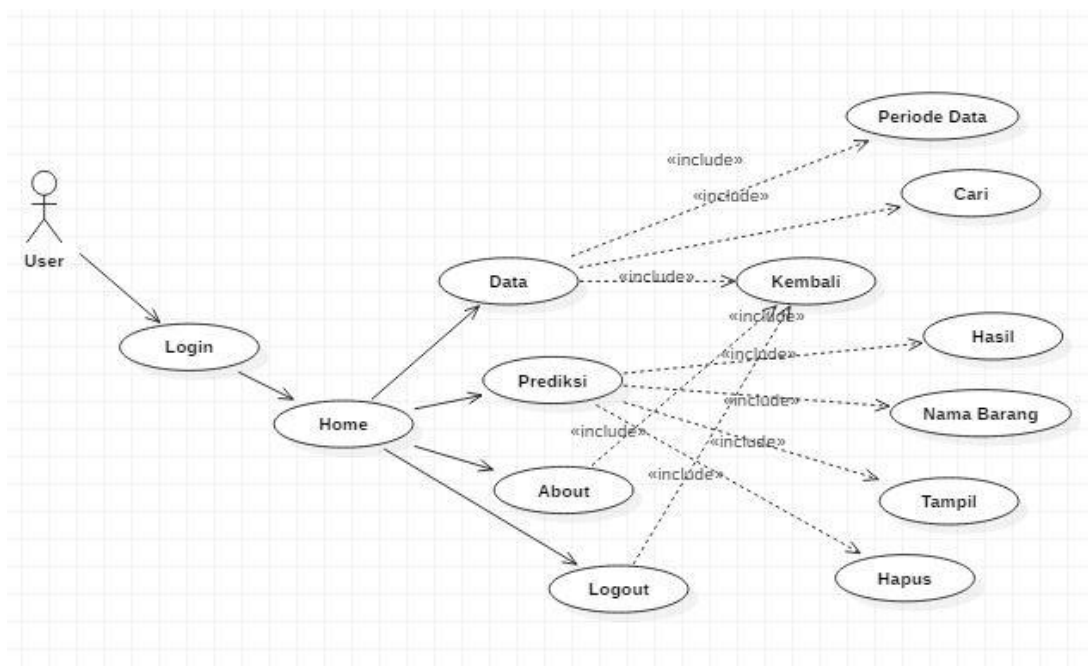 Periode Data
«include»
Cari
«include»
User
Data
«include»
Kembali
«include»
Login
Hasil
«include»
Prediksi
«include»
Nama Barang
Home
«include»
«include»
«include»
About
Tampil
Hapus
Logout